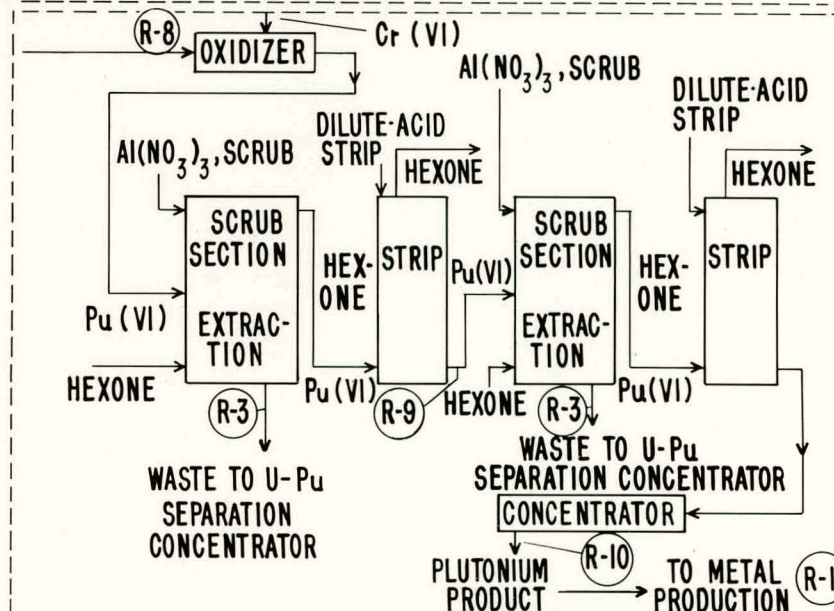 R-8
OXIDIZER
Cr (VI)
Al(NO3)3, SCRUB
DILUTE-ACID
STRIP
HEXONE
SCRUB
SECTION
EXTRAC-
TION
Pu (VI)
HEXONE
R-3
WASTE TO U-Pu
SEPARATION
CONCENTRATOR
HEX-
ONE
Pu(VI)
STRIP
R-9
Al(NO3)3, SCRUB
Pu(VI)
SCRUB
SECTION
EXTRAC-
TION
HEXONE
R-3
WASTE TO U-Pu
SEPARATION CONCENTRATOR
HEX-
ONE
Pu(VI)
DILUTE-ACID
STRIP
HEXONE
STRIP
CONCENTRATOR
R-10
PLUTONIUM
PRODUCT
TO METAL
PRODUCTION